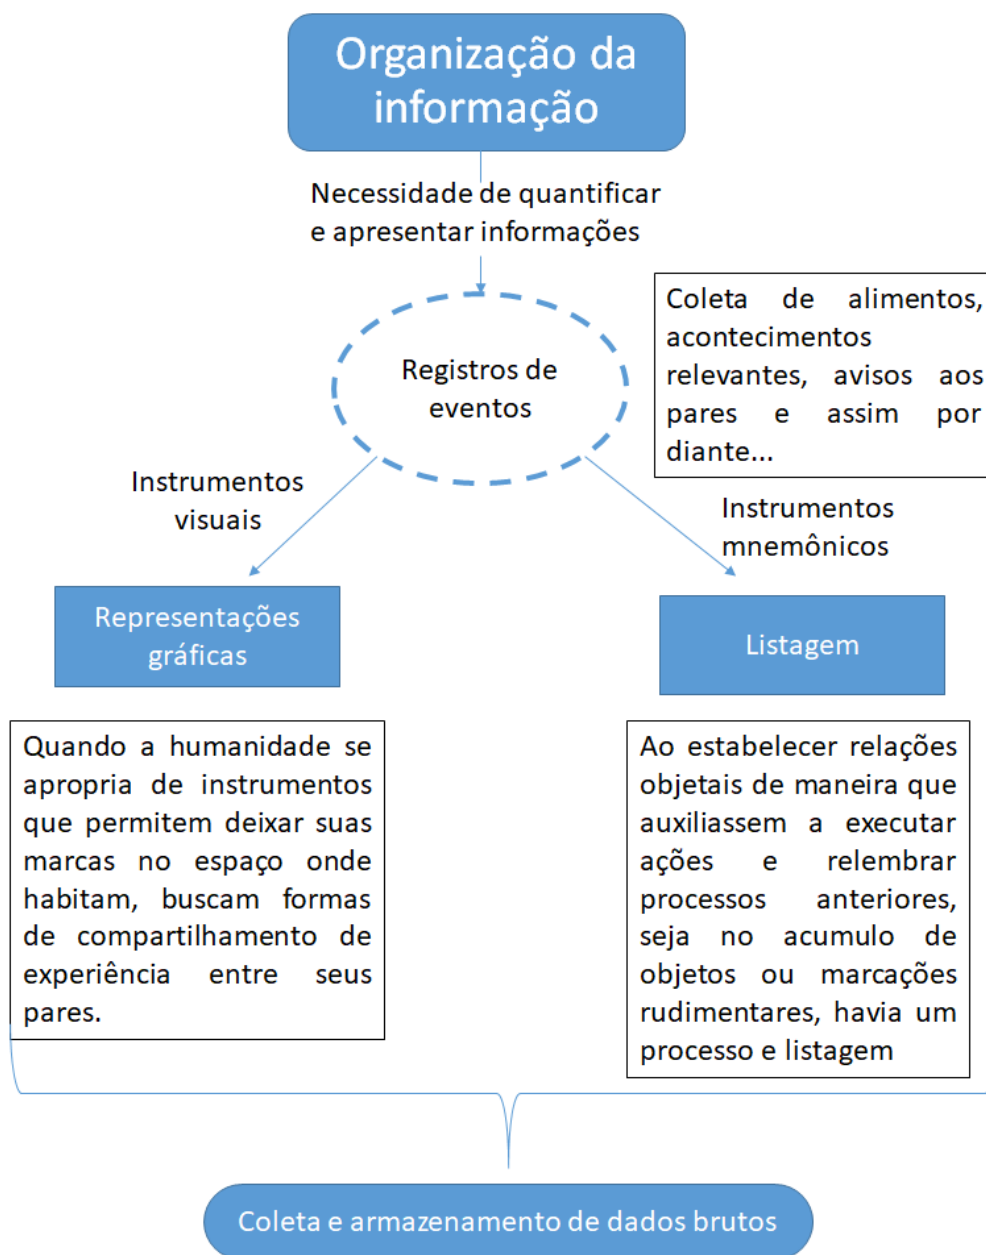 Organização da
informação
Necessidade de quantificar
e apresentar informações
Coleta de alimentos,
acontecimentos
relevantes, avisos aos
pares e assim por
diante...
Registros de
eventos
Instrumentos
visuais
Instrumentos
mnemônicos
Representações
gráficas
Listagem
Quando a humanidade se
apropria de instrumentos
que permitem deixar suas
marcas no espaço onde
habitam, buscam formas
de compartilhamento de
experiência entre seus
pares.
Ao estabelecer relações
objetais de maneira que
auxiliassem a executar
ações e relembrar
processos anteriores,
seja no acumulo de
objetos ou marcações
rudimentares, havia um
processo e listagem
Coleta e armazenamento de dados brutos